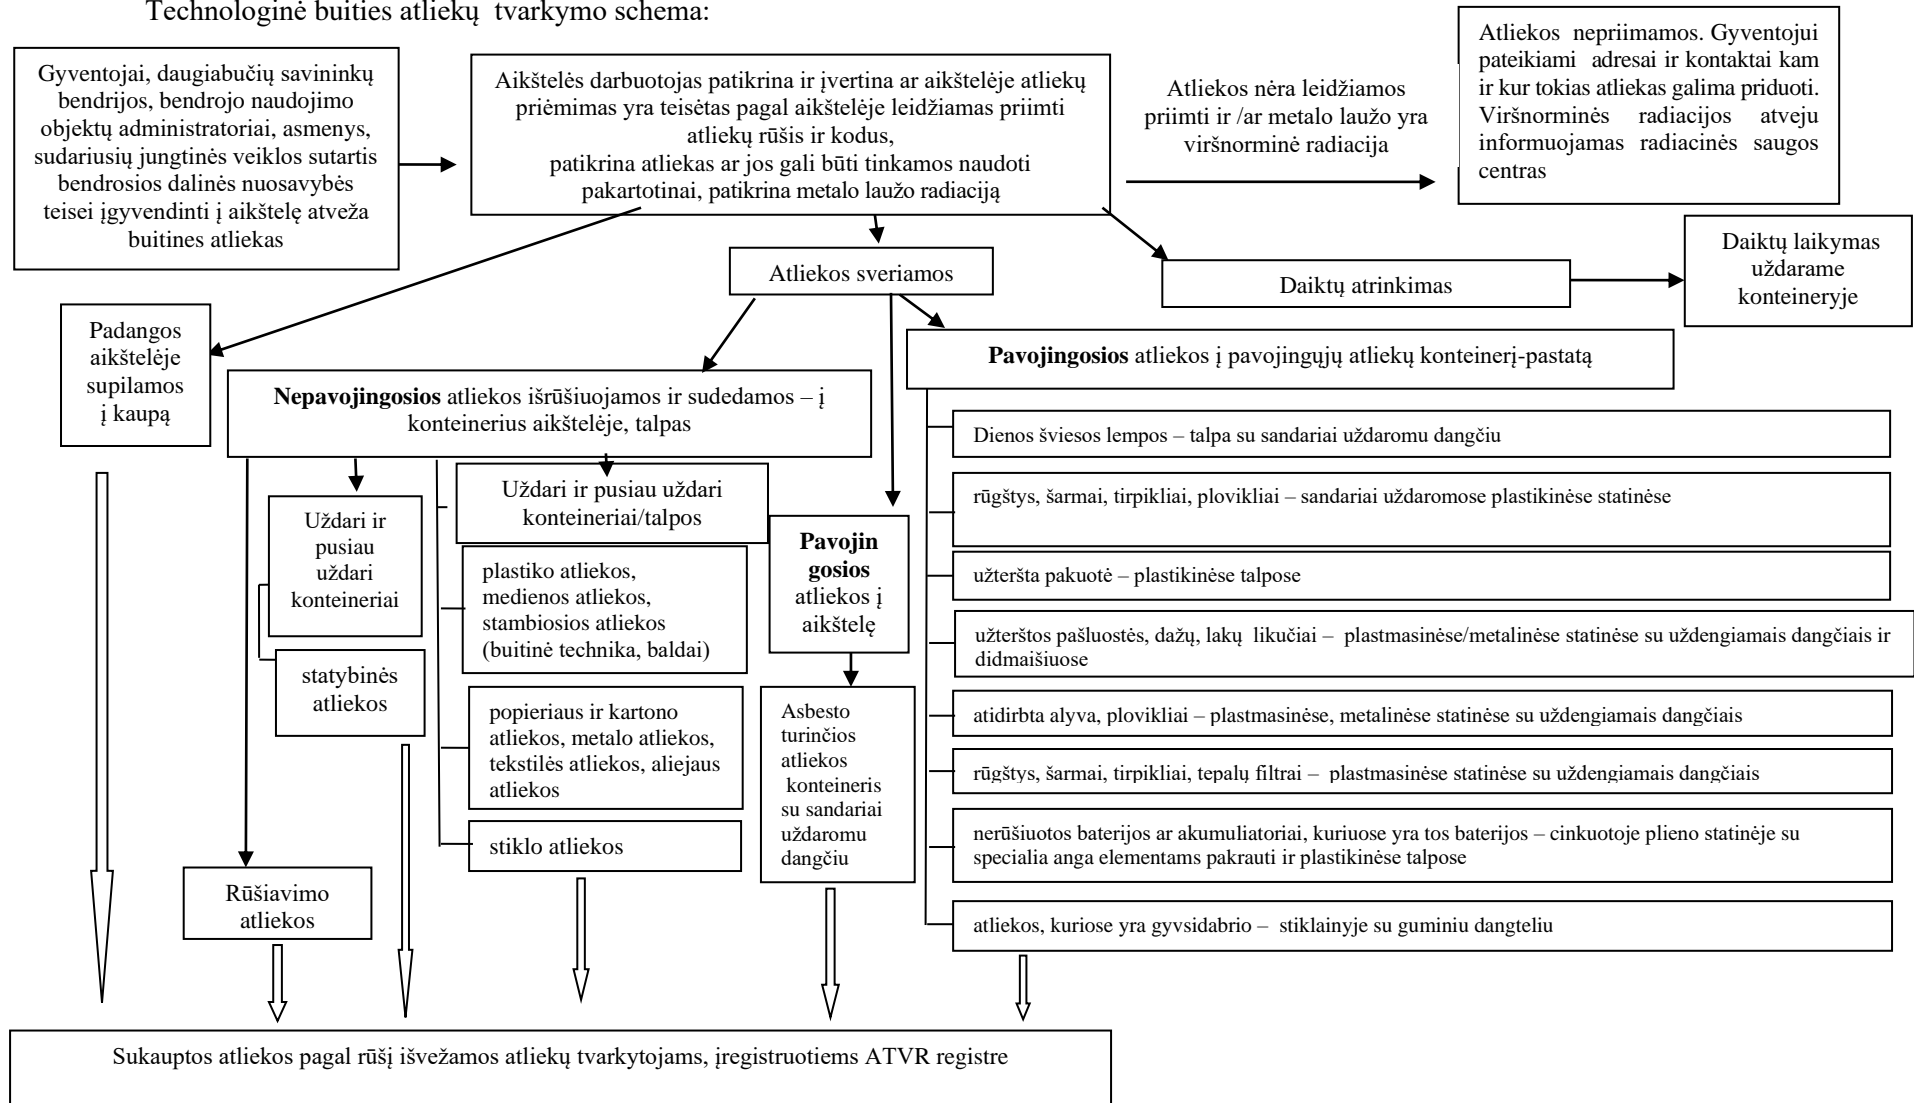 Technologinė buities atliekų tvarkymo schema:
Gyventojai, daugiabučių savininkų
bendrijos, bendrojo naudojimo
objektų administratoriai, asmenys,
sudariusių jungtinės veiklos sutartis
bendrosios dalinės nuosavybės
teisei įgyvendinti į aikštelę atveža
buitines atliekas
Aikštelės darbuotojas patikrina ir įvertina ar aikštelėje atliekų
priėmimas yra teisėtas pagal aikštelėje leidžiamas priimti
atliekų rūšis ir kodus,
patikrina atliekas ar jos gali būti tinkamos naudoti
pakartotinai, patikrina metalo laužo radiaciją
Atliekos nėra leidžiamos
priimti ir /ar metalo laužo yra
viršnorminė radiacija
Atliekos nepriimamos. Gyventojui
pateikiami adresai ir kontaktai kam
ir kur tokias atliekas galima priduoti.
Viršnorminės radiacijos atveju
informuojamas radiacinės saugos
centras
Atliekos sveriamos
Daiktų atrinkimas
Daiktų laikymas
uždarame
konteineryje
Padangos
aikštelėje
supilamos
į kaupą
Nepavojingosios atliekos išrūšiuojamos ir sudedamos – į
konteinerius aikštelėje, talpas
Pavojingosios atliekos į pavojingųjų atliekų konteinerį-pastatą
Uždari ir
pusiau
uždari
konteineriai
statybinės
atliekos
Uždari ir pusiau uždari
konteineriai/talpos
plastiko atliekos,
medienos atliekos,
stambiosios atliekos
(buitinė technika, baldai)
popieriaus ir kartono
atliekos, metalo atliekos,
tekstilės atliekos, aliejaus
atliekos
stiklo atliekos
Rūšiavimo
atliekos
Pavojin
gosios
atliekos į
aikštelę
Asbesto
turinčios
atliekos
konteineris
su sandariai
uždaromu
dangčiu
Dienos šviesos lempos – talpa su sandariai uždaromu dangčiu
rūgštys, šarmai, tirpikliai, plovikliai – sandariai uždaromose plastikinėse statinėse
užteršta pakuotė – plastikinėse talpose
užterštos pašluostės, dažų, lakų likučiai – plastmasinėse/metalinėse statinėse su uždengiamais dangčiais ir
didmaišiuose
atidirbta alyva, plovikliai – plastmasinėse, metalinėse statinėse su uždengiamais dangčiais
rūgštys, šarmai, tirpikliai, tepalų filtrai – plastmasinėse statinėse su uždengiamais dangčiais
nerūšiuotos baterijos ar akumuliatoriai, kuriuose yra tos baterijos – cinkuotoje plieno statinėje su
specialia anga elementams pakrauti ir plastikinėse talpose
atliekos, kuriose yra gyvsidabrio – stiklainyje su guminiu dangteliu
Sukauptos atliekos pagal rūšį išvežamos atliekų tvarkytojams, įregistruotiems ATVR registre